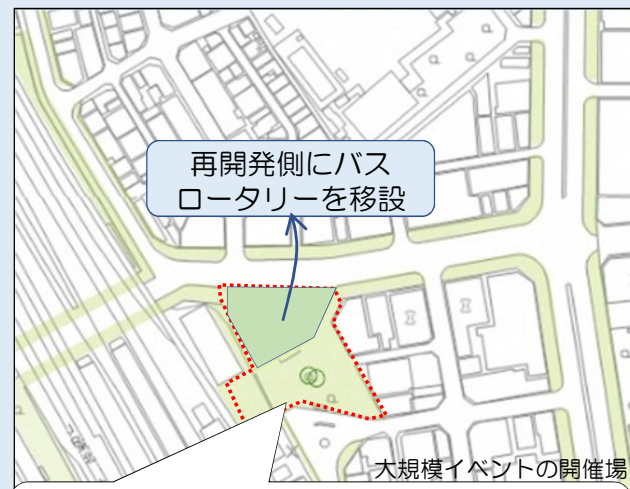 再開発側にバス
ロータリーを移設
大規模イベントの開催場